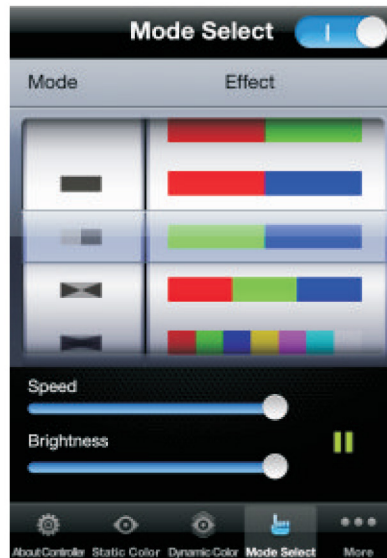 Mode Select
Mode Effect
Speed
Brightness
About Controller Static Color Dynamic Color Mode Select More